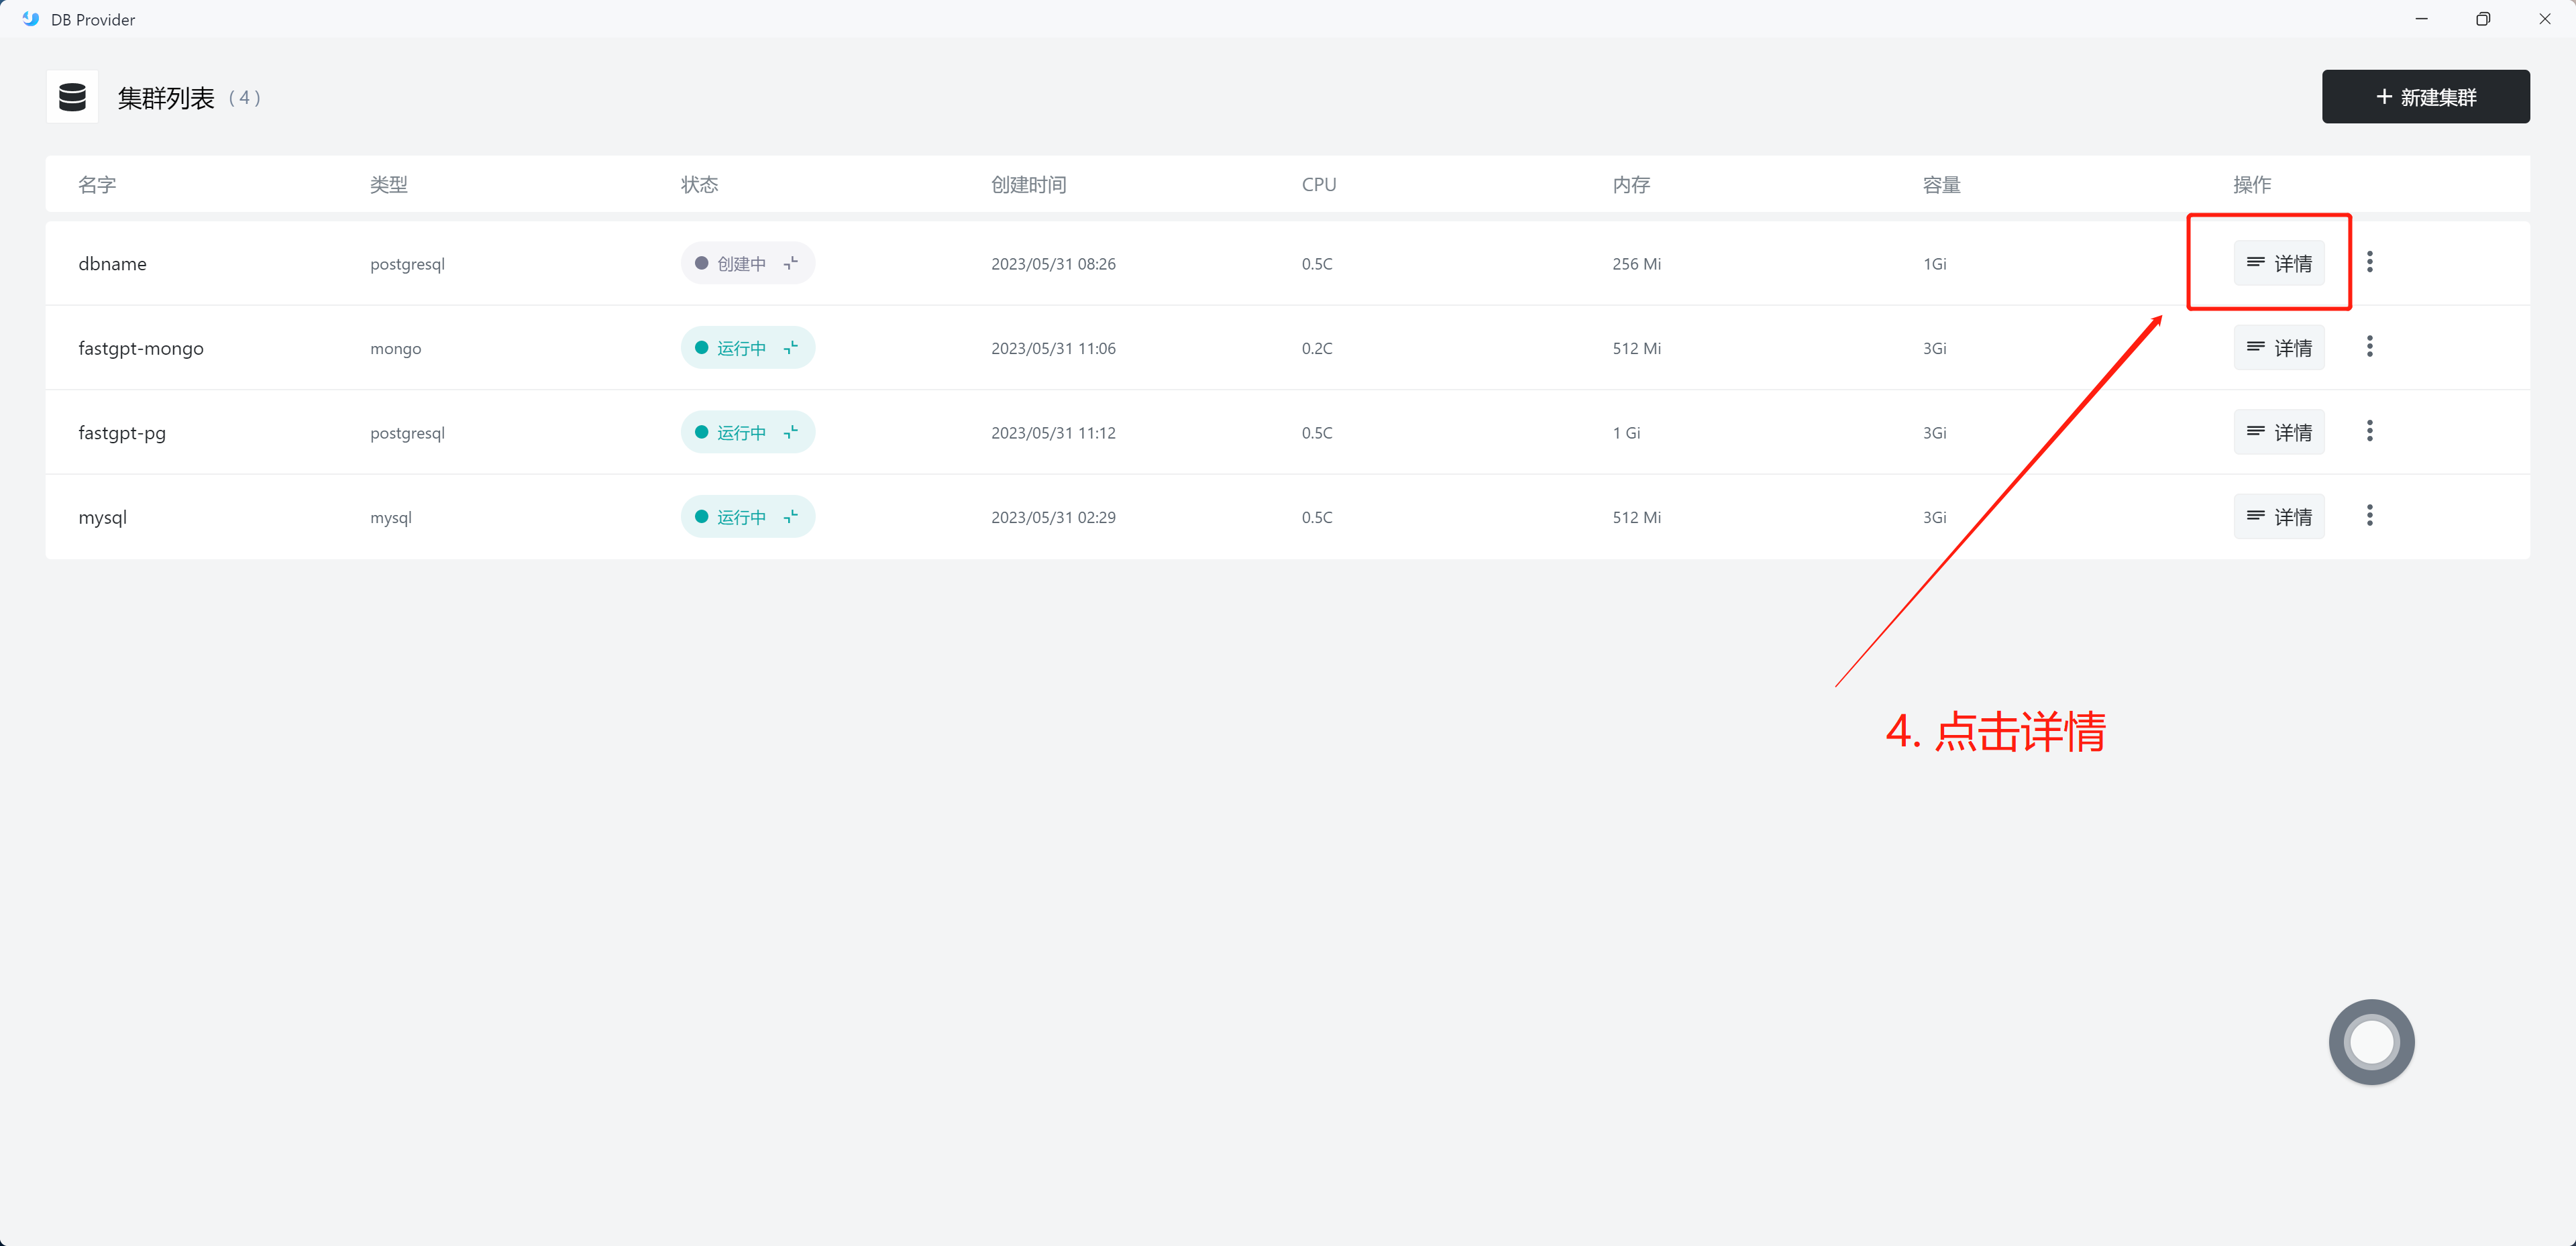 DB Provider
集群列表 ( 4 )
+ 新建集群
名字 类型 状态 创建时间 CPU 内存 容量 操作
dbname postgresql 创建中 2023/05/31 08:26 0.5C 256 Mi 1Gi 详情
fastgpt-mongo mongo 运行中 2023/05/31 11:06 0.2C 512 Mi 3Gi 详情
fastgpt-pg postgresql 运行中 2023/05/31 11:12 0.5C 1 Gi 3Gi 详情
mysql mysql 运行中 2023/05/31 02:29 0.5C 512 Mi 3Gi 详情
4. 点击详情